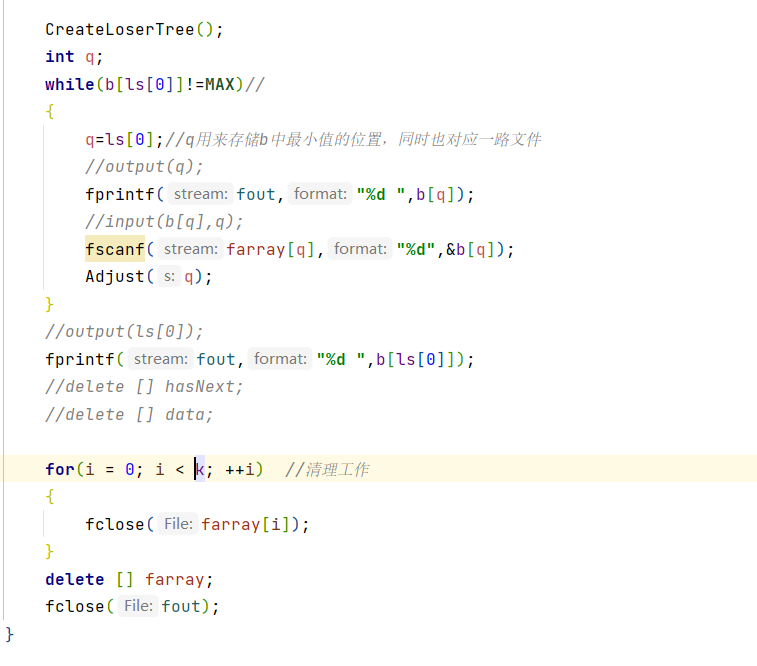 CreateLoserTree();
int q;
while(b[ls[0]]!=MAX)//
{
q=ls[0];//q用来存储b中最小值的位置，同时也对应一路文件
//output(q);
fprintf( stream: fout, format: "%d ",b[q]);
//input(b[q],q);
fscanf( stream: farray[q], format: "%d",&b[q]);
Adjust( s: q);
}
//output(ls[0]);
fprintf( stream: fout, format: "%d ",b[ls[0]]);
//delete [] hasNext;
//delete [] data;
for(i = 0; i < k; ++i)  //清理工作
{
fclose( File: farray[i]);
}
delete [] farray;
fclose( File: fout);
}